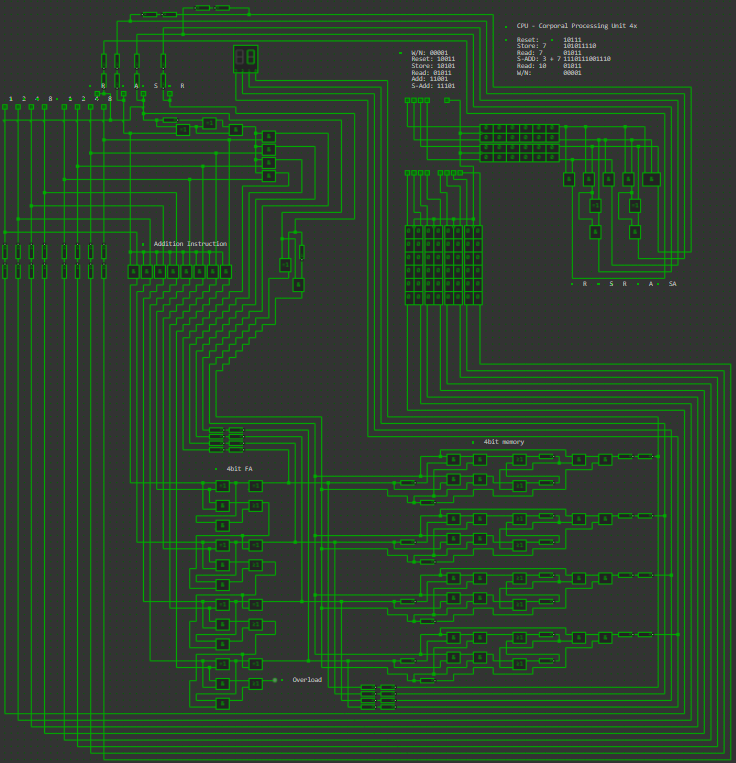 CPU - Corporal Processing Unit 4x
Reset: 10111
Store: 7 101011110
Read: 7 01011
S-ADD: 3 + 7 1110111001110
Read: 10 01011
W/N: 00001
W/N: 00001
Reset: 10011
Store: 10101
Read: 01011
Add: 11001
S-Add: 11101
R A S R
1 2 4 8 1 2 4 8
Addition Instruction
R S R A SA
4bit memory
4bit FA
Overload